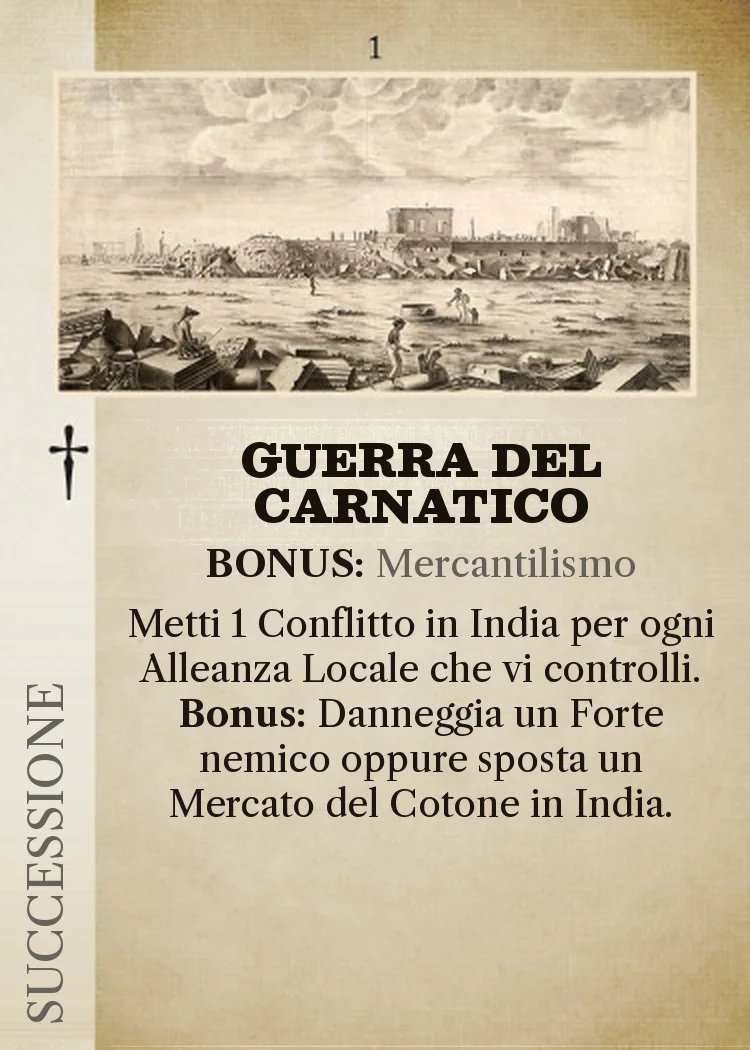 1
GUERRA DEL
CARNATICO
BONUS: Mercantilismo
Metti 1 Conflitto in India per ogni
Alleanza Locale che vi controlli.
Bonus: Danneggia un Forte
nemico oppure sposta un
Mercato del Cotone in India.
SUCCESSIONE